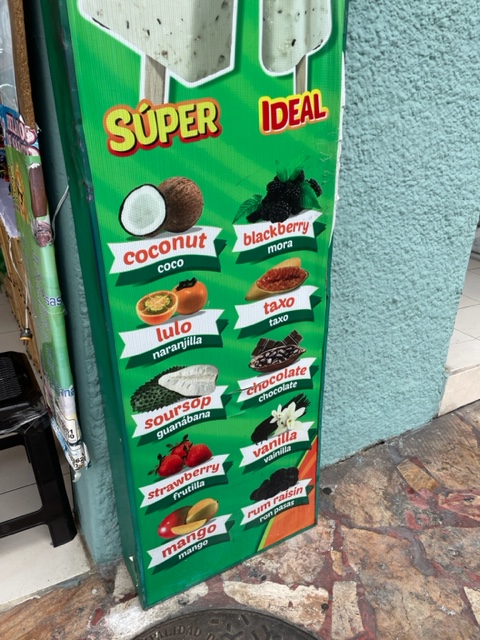 SÚPER
IDEAL
coconut
coco
blackberry
mora
lulo
naranjilla
taxo
taxo
soursop
guanábana
chocolate
chocolate
strawberry
frutilla
vanilla
vainilla
mango
mango
rum raisin
ron pasas